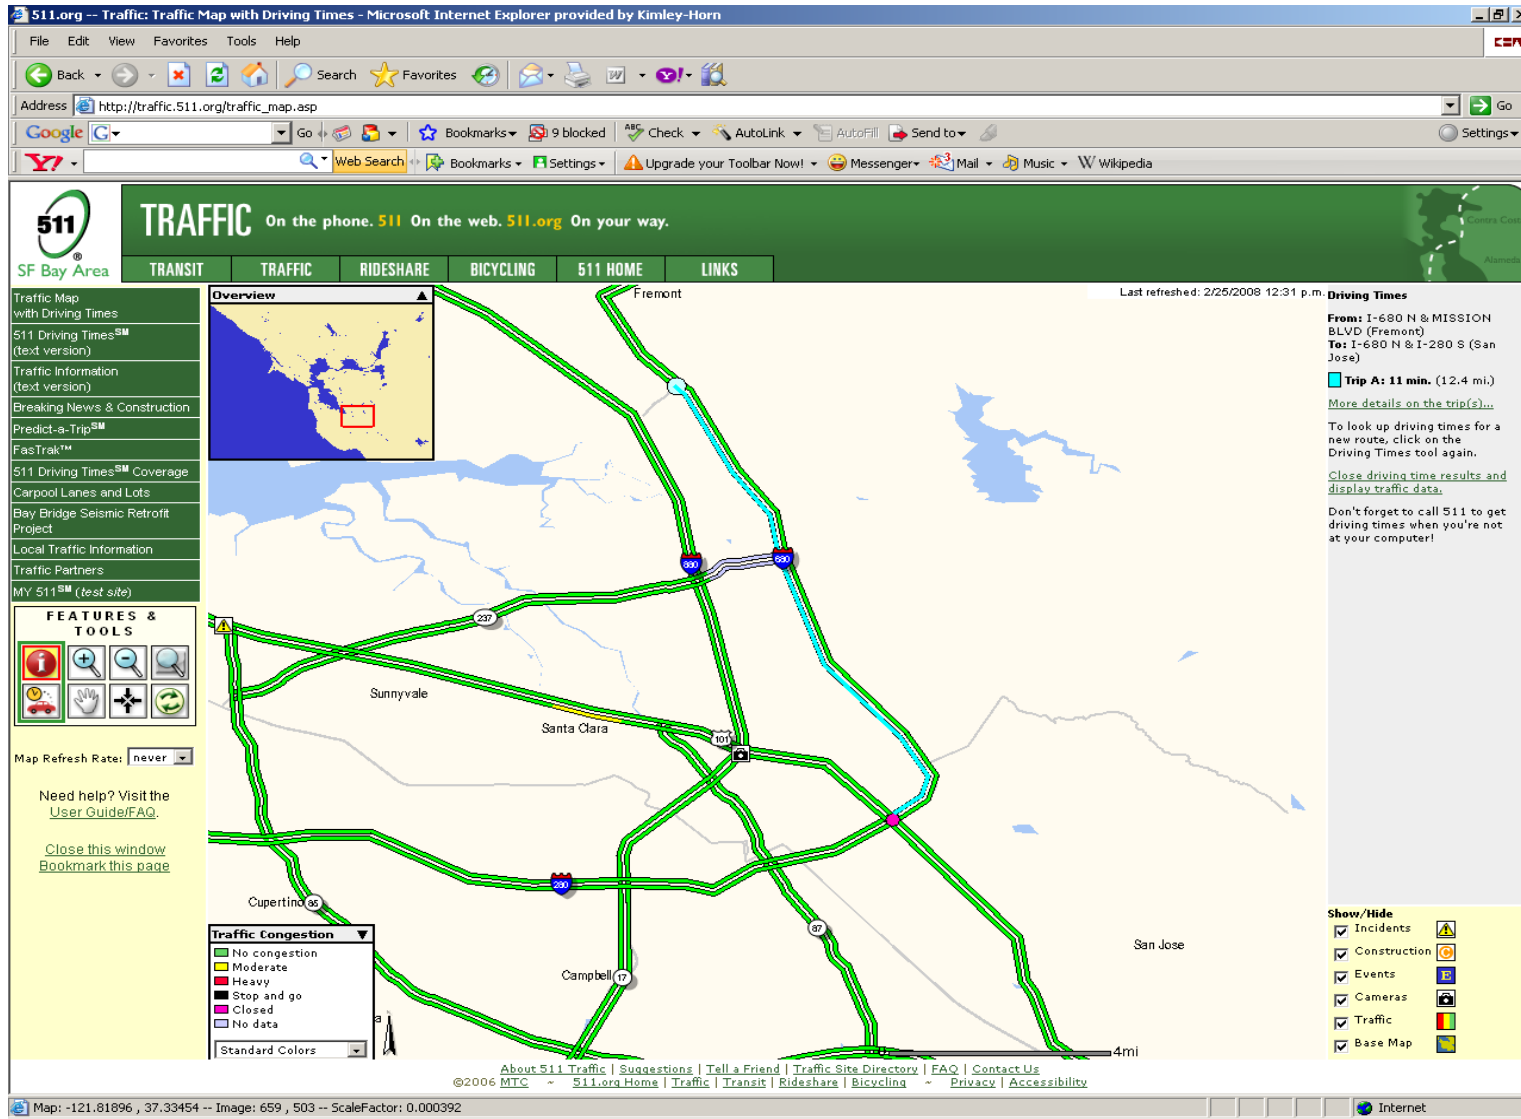 511.org -- Traffic: Traffic Map with Driving Times - Microsoft Internet Explorer provided by Kimley-Horn
File Edit View Favorites Tools Help
Back Search Favorites
Address http://traffic.511.org/traffic_map.asp Go
Google G Go Bookmarks 9 blocked ABC Check AutoLink AutoFill Send to Settings
Y! Web Search Bookmarks Settings Upgrade your Toolbar Now! Messenger 3 Mail Music W Wikipedia
511 ®
SF Bay Area
TRAFFIC On the phone. 511 On the web. 511.org On your way.
Contra Cost
Alameda
TRANSIT TRAFFIC RIDESHARE BICYCLING 511 HOME LINKS
Traffic Map
with Driving Times
511 Driving Times SM
(text version)
Traffic Information
(text version)
Breaking News & Construction
Predict-a-Trip SM
FasTrak™
511 Driving Times SM Coverage
Carpool Lanes and Lots
Bay Bridge Seismic Retrofit
Project
Local Traffic Information
Traffic Partners
MY 511 SM (test site)
FEATURES &
TOOLS
Map Refresh Rate: never
Need help? Visit the
User Guide/FAQ.
Close this window
Bookmark this page
Overview
Last refreshed: 2/25/2008 12:31 p.m.
Fremont
880
680
237
Sunnyvale
Santa Clara
101
280
Cupertino
85
87
San Jose
Campbell
17
a
4mi
0
Traffic Congestion
No congestion
Moderate
Heavy
Stop and go
Closed
No data
Standard Colors
Driving Times
From: I-680 N & MISSION
BLVD (Fremont)
To: I-680 N & I-280 S (San
Jose)
Trip A: 11 min. (12.4 mi.)
More details on the trip(s)...
To look up driving times for a
new route, click on the
Driving Times tool again.
Close driving time results and
display traffic data.
Don't forget to call 511 to get
driving times when you're not
at your computer!
Show/Hide
Incidents
Construction C
Events E
Cameras
Traffic
Base Map
About 511 Traffic | Suggestions | Tell a Friend | Traffic Site Directory | FAQ | Contact Us
©2006 MTC ~ 511.org Home | Traffic | Transit | Rideshare | Bicycling ~ Privacy | Accessibility
Map: -121.81896 , 37.33454 -- Image: 659 , 503 -- ScaleFactor: 0.000392
Internet